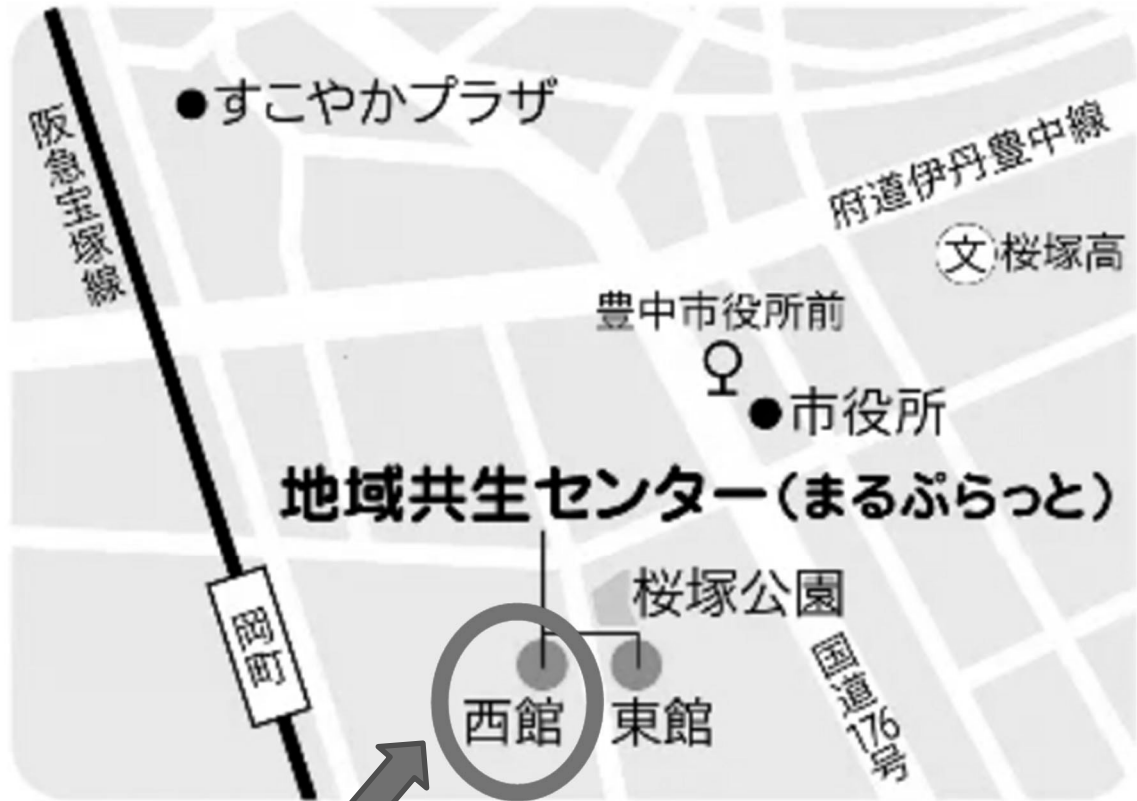 すこやかプラザ
阪急宝塚線
府道伊丹豊中線
文
桜塚高
豊中市役所前
市役所
地域共生センター(まるぷらっと)
桜塚公園
岡町
西館
東館
国道176号